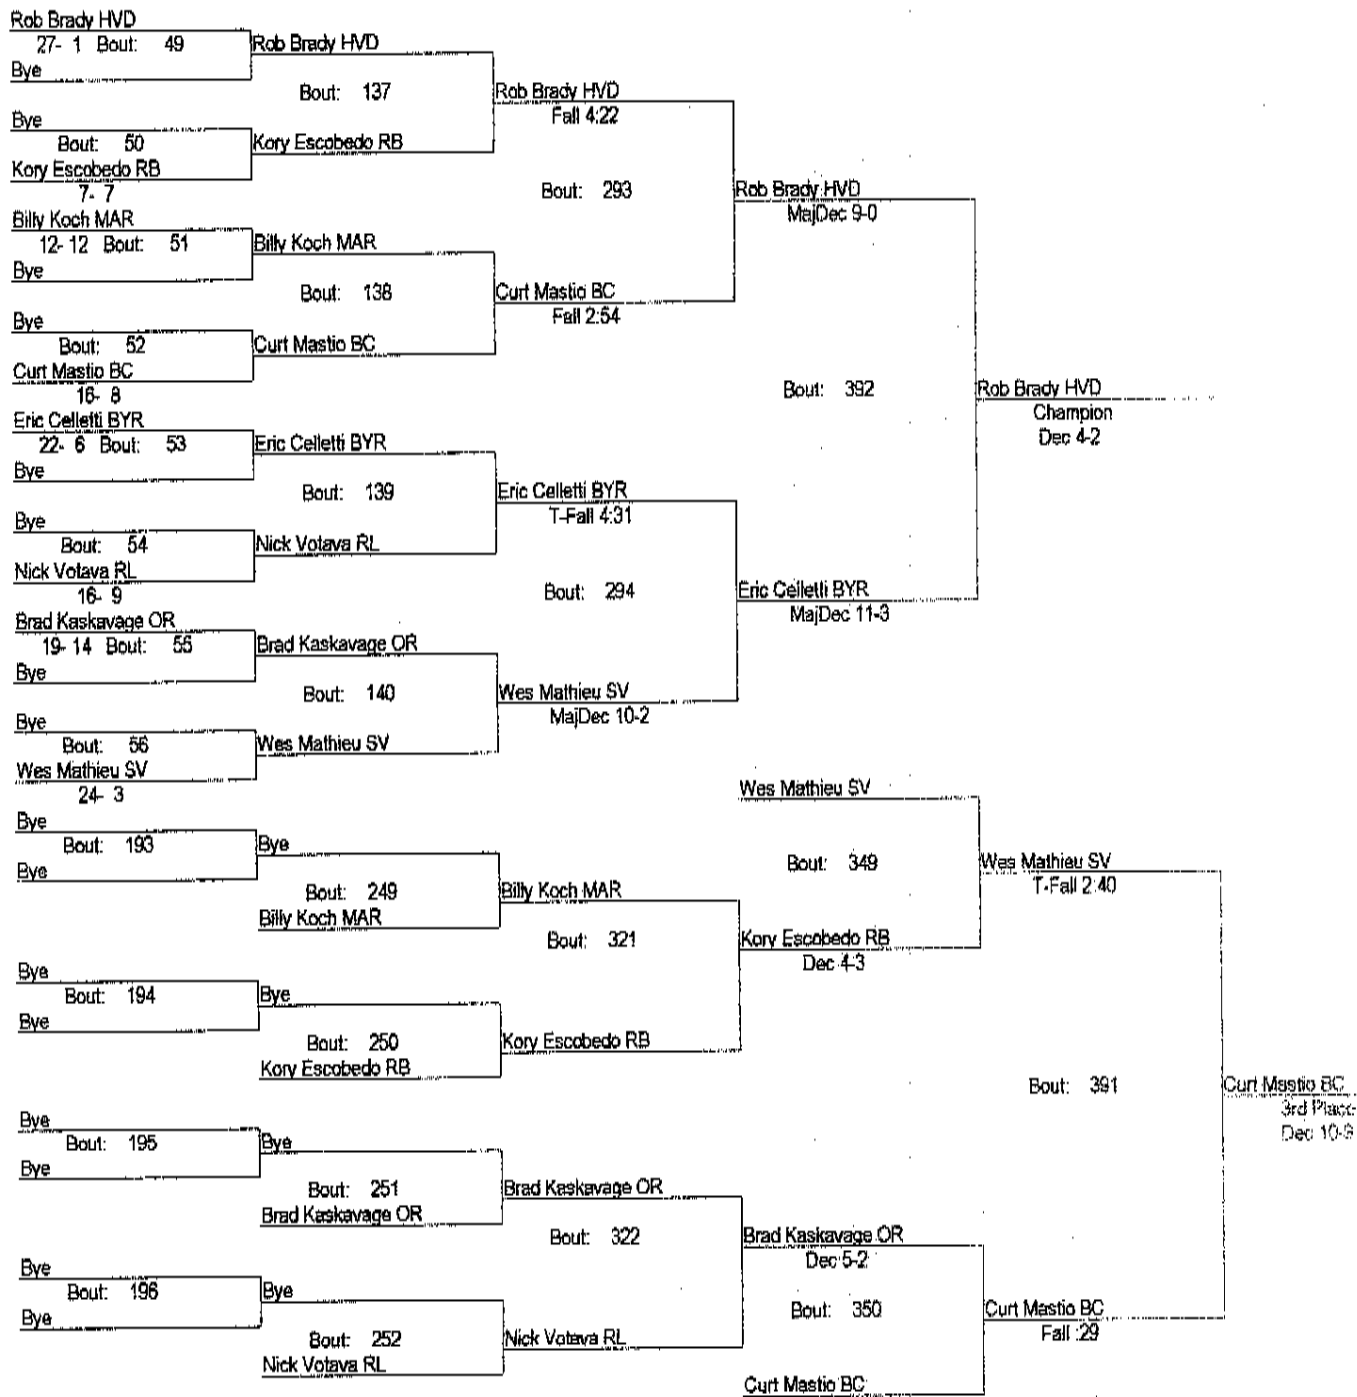 Rob Brady HVD
27- 1 Bout: 49
Rob Brady HVD
Bye
Bout: 137
Rob Brady HVD
Fall 4:22
Bye
Bout: 50
Kory Escobedo RB
Kory Escobedo RB
7- 7
Bout: 293
Rob Brady HVD
MajDec 9-0
Billy Koch MAR
12- 12 Bout: 51
Billy Koch MAR
Bye
Bout: 138
Curt Mastio BC
Fall 2:54
Bye
Bout: 52
Curt Mastio BC
Curt Mastio BC
16- 8
Bout: 392
Rob Brady HVD
Champion
Dec 4-2
Eric Celletti BYR
22- 6 Bout: 53
Eric Celletti BYR
Bye
Bout: 139
Eric Celletti BYR
T-Fall 4:31
Bye
Bout: 54
Nick Votava RL
Nick Votava RL
16- 9
Bout: 294
Eric Celletti BYR
MajDec 11-3
Brad Kaskavage OR
19- 14 Bout: 55
Brad Kaskavage OR
Bye
Bout: 140
Wes Mathieu SV
MajDec 10-2
Bye
Bout: 56
Wes Mathieu SV
Wes Mathieu SV
24- 3
Wes Mathieu SV
Bye
Bout: 193
Bye
Bye
Bout: 349
Wes Mathieu SV
T-Fall 2:40
Bout: 249
Billy Koch MAR
Billy Koch MAR
Bout: 321
Kory Escobedo RB
Dec 4-3
Bye
Bout: 194
Bye
Bye
Bout: 250
Kory Escobedo RB
Kory Escobedo RB
Bout: 391
Curt Mastio BC
3rd Place
Bye
Bout: 195
Bye
Bye
Bout: 251
Brad Kaskavage OR
Brad Kaskavage OR
Bout: 322
Brad Kaskavage OR
Dec 5-2
Bye
Bout: 196
Bye
Bye
Bout: 350
Curt Mastio BC
Fall :29
Bout: 252
Nick Votava RL
Nick Votava RL
Curt Mastio BC